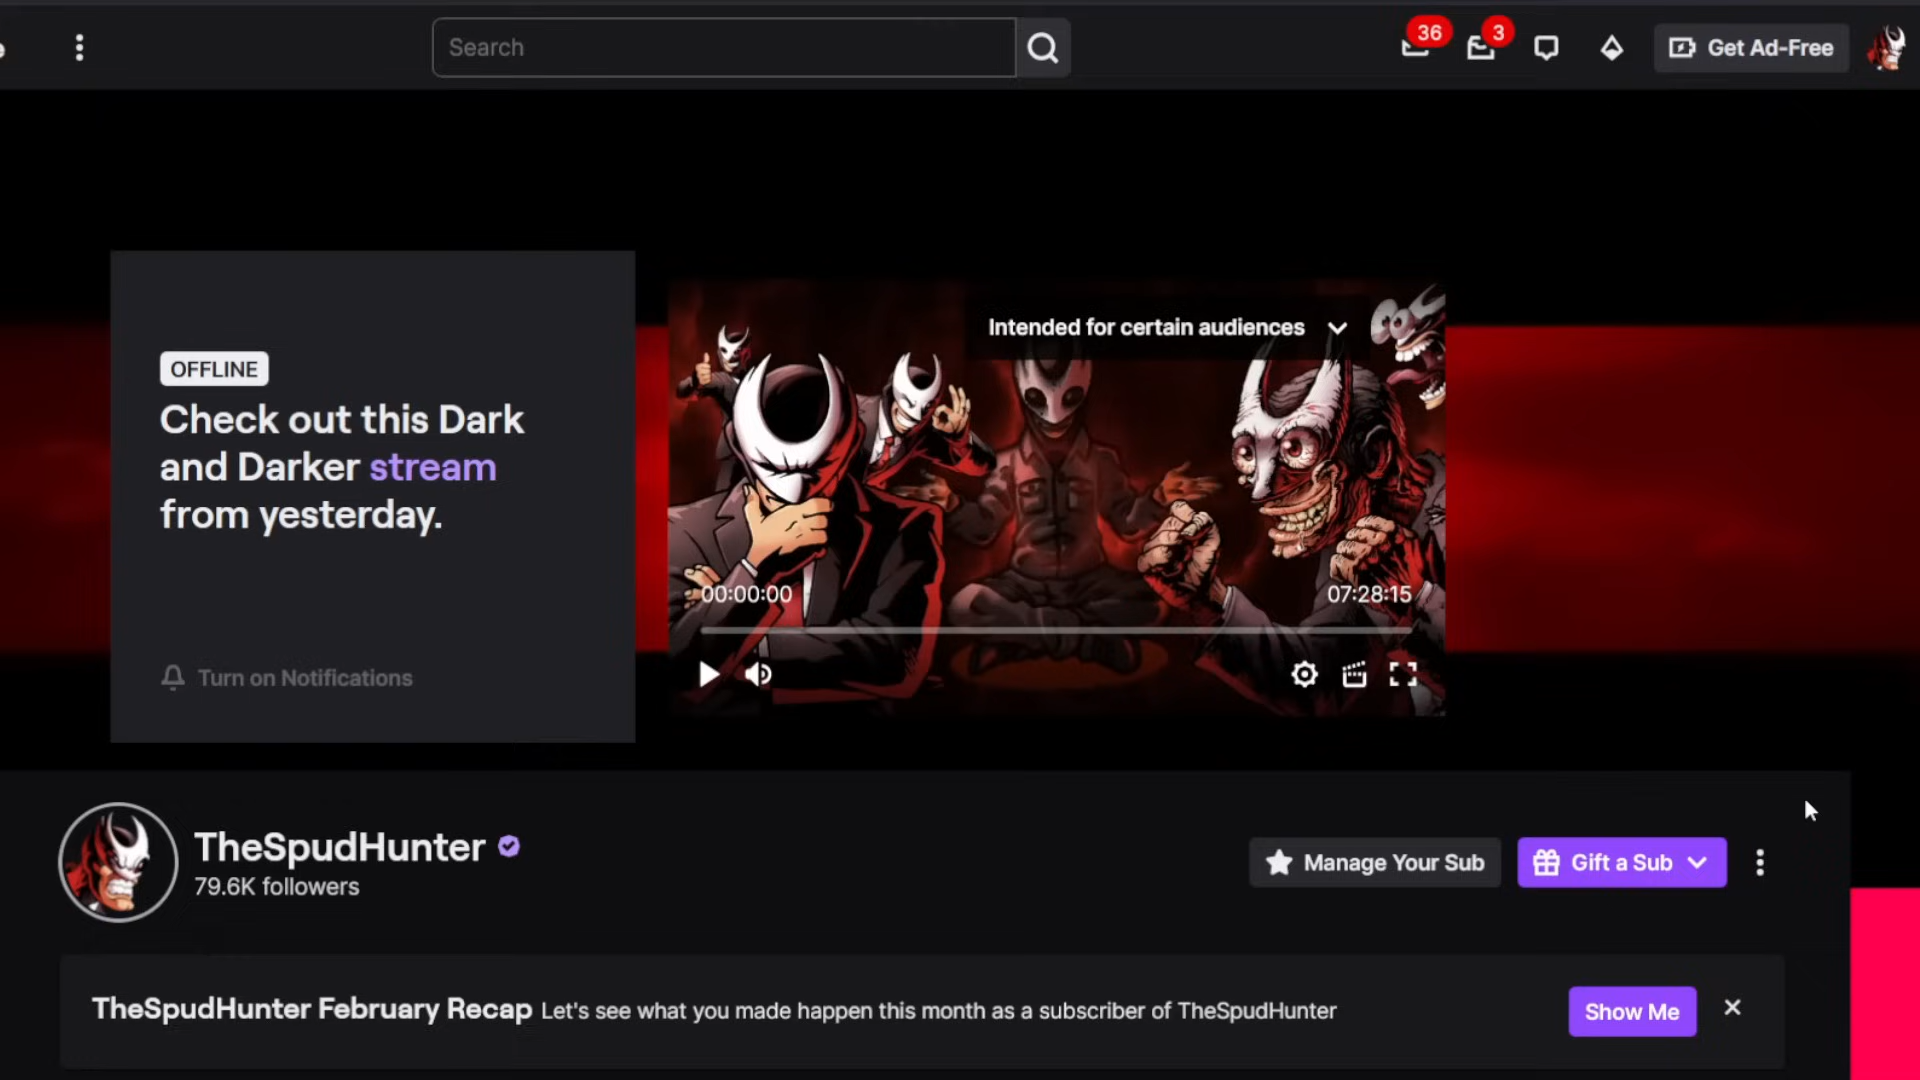 Search
36
3
Get Ad-Free
OFFLINE
Check out this Dark
and Darker stream
from yesterday.
Turn on Notifications
Intended for certain audiences
00:00:00
07:28:15
TheSpudHunter
79.6K followers
Manage Your Sub
Gift a Sub
TheSpudHunter February Recap Let's see what you made happen this month as a subscriber of TheSpudHunter
Show Me